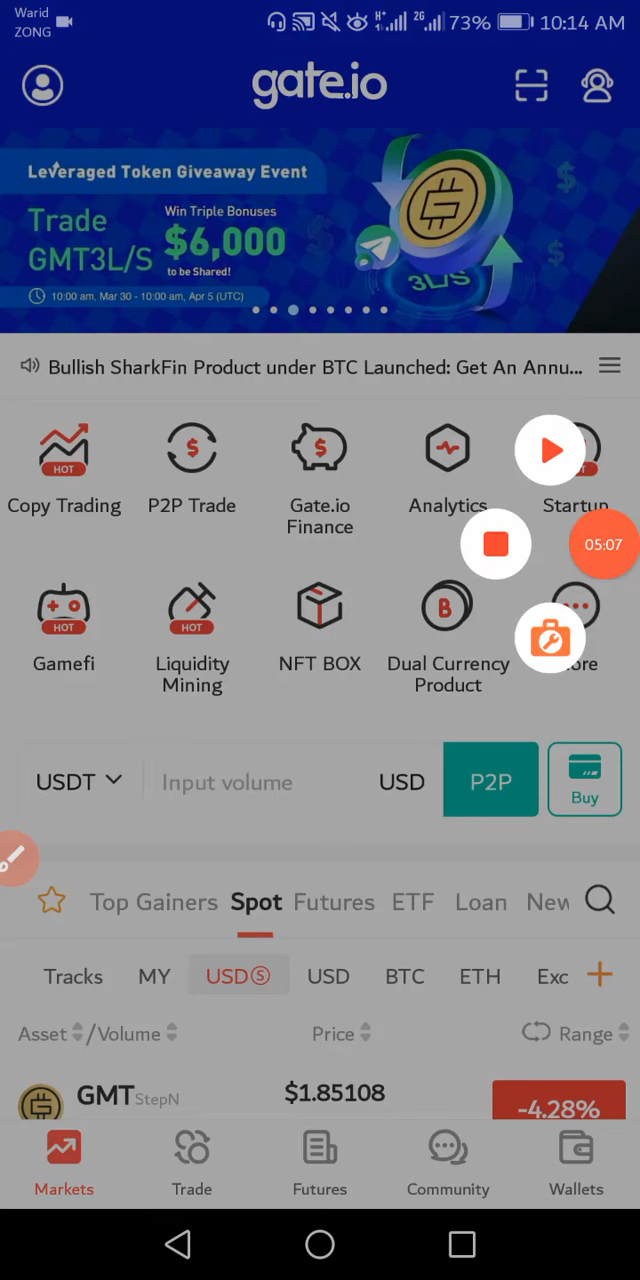 Warid
ZONG
H+ 2G 73% 10:14 AM
gate.io
Leveraged Token Giveaway Event
Trade
GMT3L/S
Win Triple Bonuses
$6,000
to be Shared!
10:00 am, Mar 30 - 10:00 am, Apr 5 (UTC)
3L/S
Bullish SharkFin Product under BTC Launched: Get An Annu...
HOT
Copy Trading P2P Trade Gate.io Finance Analytics Startup
HOT HOT
Gamefi Liquidity Mining NFT BOX Dual Currency Product ore
USDT Input volume USD P2P Buy
05:07
Top Gainers Spot Futures ETF Loan New
Tracks MY USDⓈ USD BTC ETH Exc
Asset /Volume Price Range
GMT StepN $1.85108 -4.28%
Markets Trade Futures Community Wallets